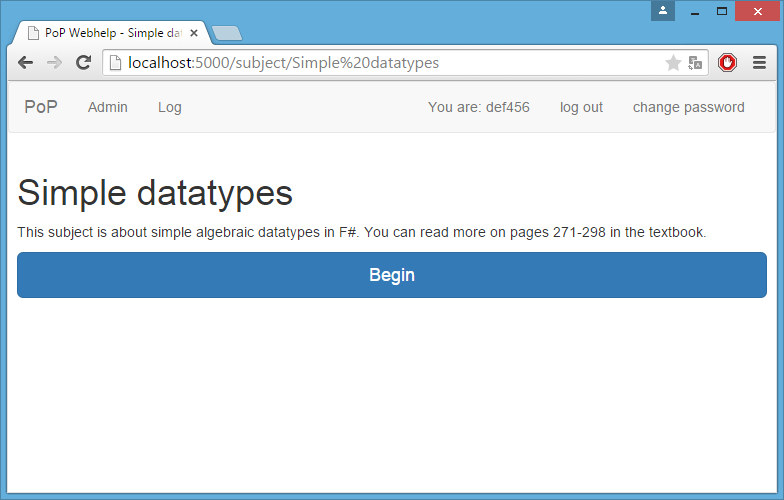 PoP Webhelp - Simple dat
localhost:5000/subject/Simple%20datatypes
PoP Admin Log You are: def456 log out change password
Simple datatypes
This subject is about simple algebraic datatypes in F#. You can read more on pages 271-298 in the textbook.
Begin